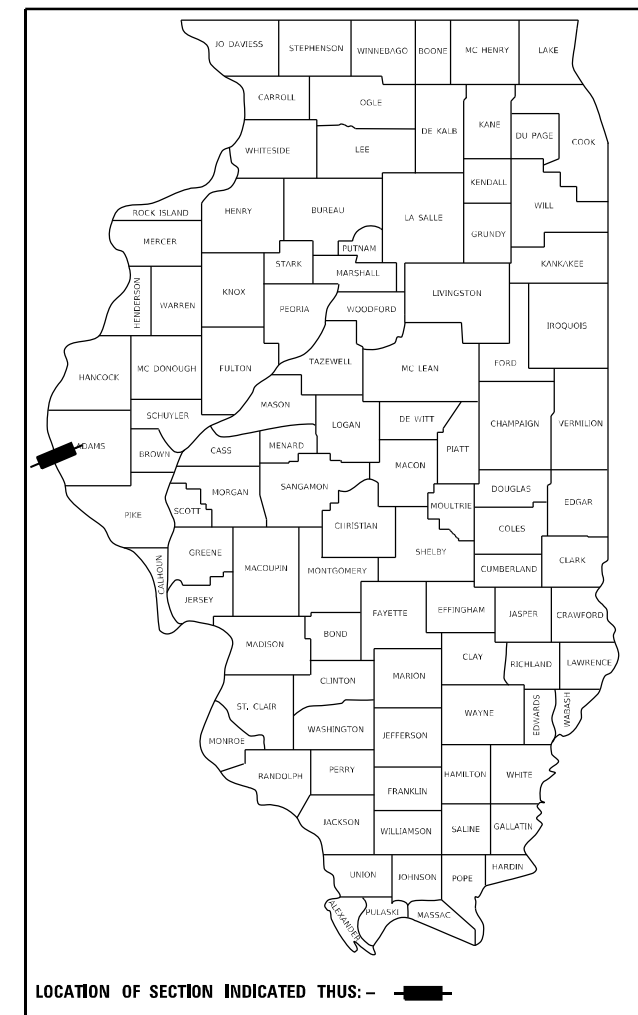 JO DAVIESS STEPHENSON WINNEBAGO BOONE MC HENRY LAKE
CARROLL OGLE DE KALB KANE DU PAGE COOK
WHITESIDE LEE
KENDALL WILL
ROCK ISLAND HENRY BUREAU LA SALLE
MERCER PUTNAM GRUNDY
STARK MARSHALL KANKAKEE
HENDERSON WARREN KNOX PEORIA WOODFORD LIVINGSTON IROQUOIS
HANCOCK MC DONOUGH FULTON TAZEWELL MC LEAN FORD
SCHUYLER MASON
ADAMS BROWN CASS MENARD LOGAN DE WITT PIATT CHAMPAIGN VERMILION
MACON
MORGAN SANGAMON DOUGLAS
PIKE SCOTT CHRISTIAN MOULTRIE COLES EDGAR
GREENE MACOUPIN MONTGOMERY SHELBY CUMBERLAND CLARK
CALHOUN JERSEY
FAYETTE EFFINGHAM JASPER CRAWFORD
MADISON BOND
CLINTON MARION CLAY RICHLAND LAWRENCE
ST. CLAIR WASHINGTON WAYNE EDWARDS WABASH
MONROE JEFFERSON
RANDOLPH PERRY HAMILTON WHITE
FRANKLIN
JACKSON WILLIAMSON SALINE GALLATIN
UNION JOHNSON POPE HARDIN
ALEXANDER PULASKI MASSAC
LOCATION OF SECTION INDICATED THUS: –